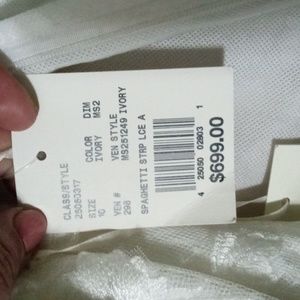 CLASS/STYLE COLOR DIM
25050317 IVORY MS2
SIZE VEN STYLE
10 MS251249 IVORY
VEN #
298
SPAGHETTI STRP LCE A
4 25050 02803 1
$699.00